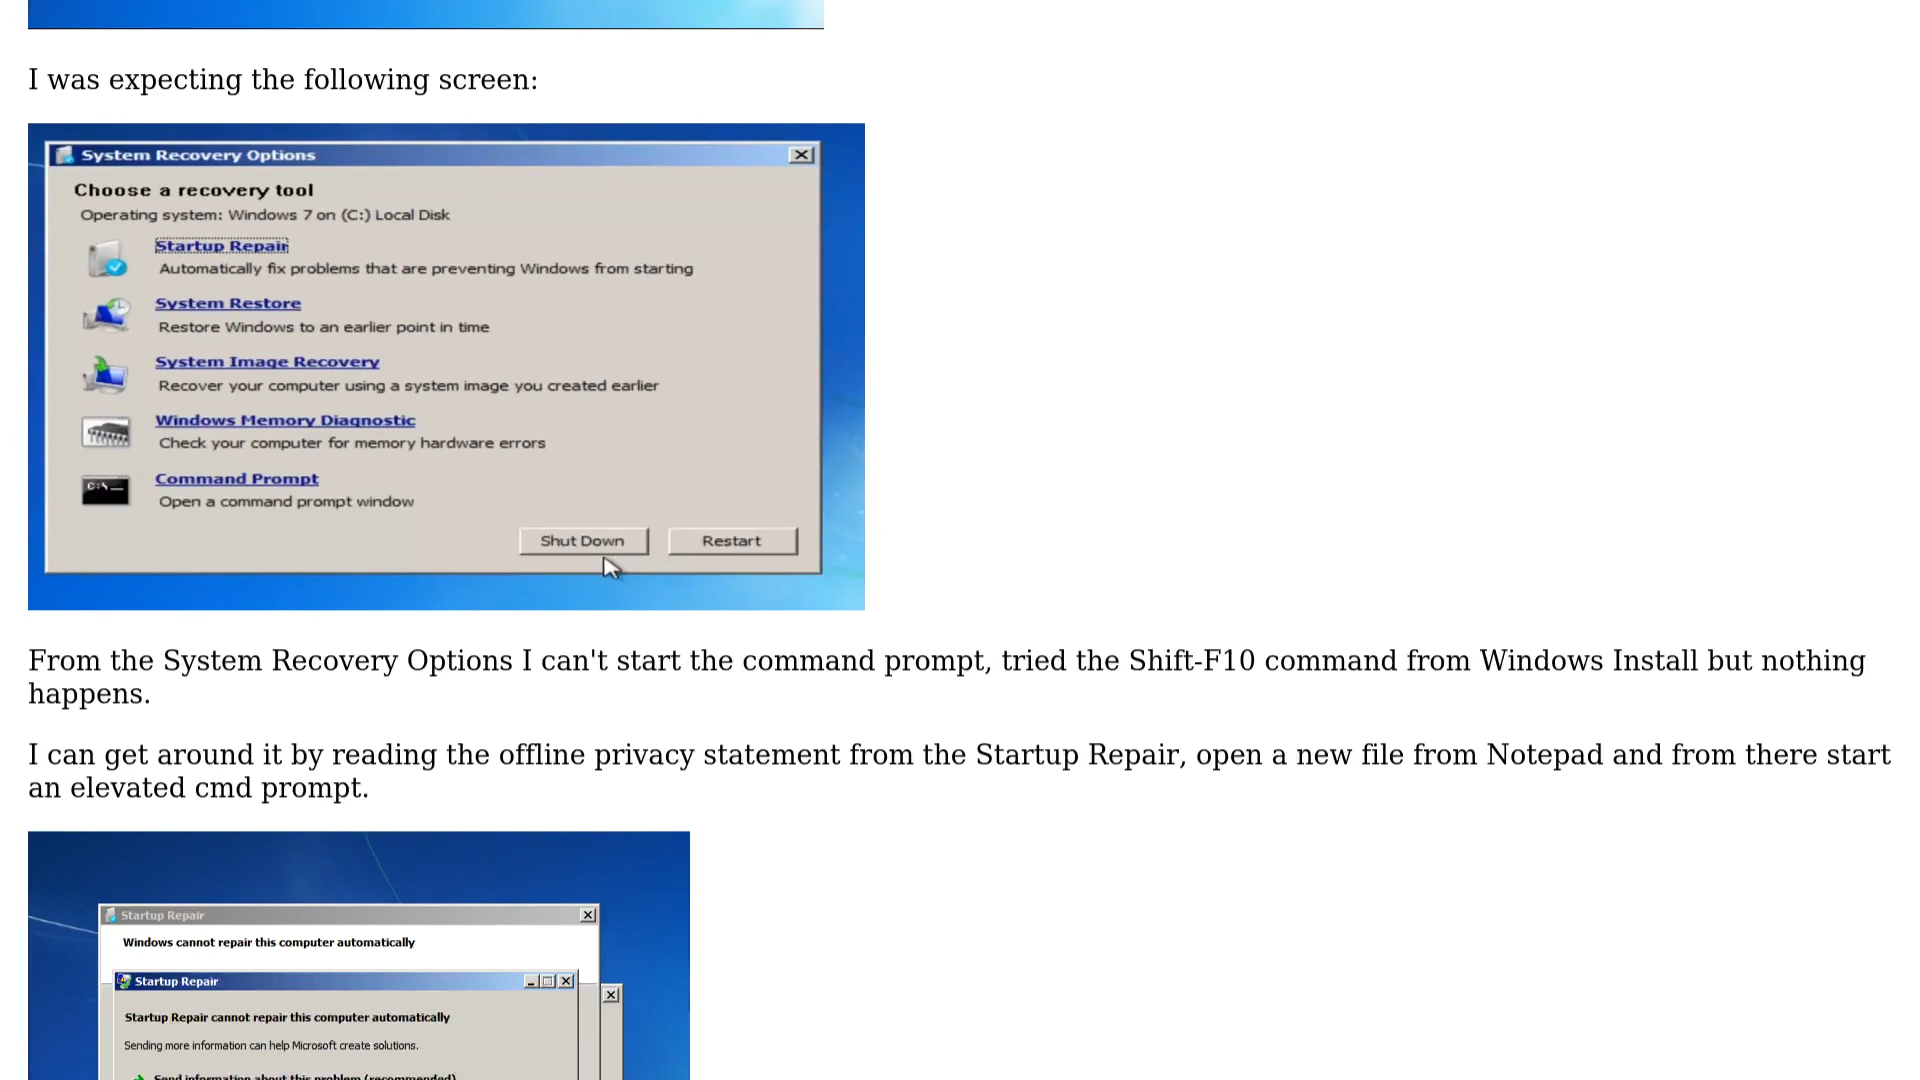 I was expecting the following screen:
System Recovery Options
Choose a recovery tool
Operating system: Windows 7 on (C:) Local Disk
Startup Repair
Automatically fix problems that are preventing Windows from starting
System Restore
Restore Windows to an earlier point in time
System Image Recovery
Recover your computer using a system image you created earlier
Windows Memory Diagnostic
Check your computer for memory hardware errors
C:\_
Command Prompt
Open a command prompt window
Shut Down Restart
From the System Recovery Options I can't start the command prompt, tried the Shift-F10 command from Windows Install but nothing
happens.
I can get around it by reading the offline privacy statement from the Startup Repair, open a new file from Notepad and from there start
an elevated cmd prompt.
Startup Repair
Windows cannot repair this computer automatically
Startup Repair
Startup Repair cannot repair this computer automatically
Sending more information can help Microsoft create solutions.
Send information about this problem (recommended)